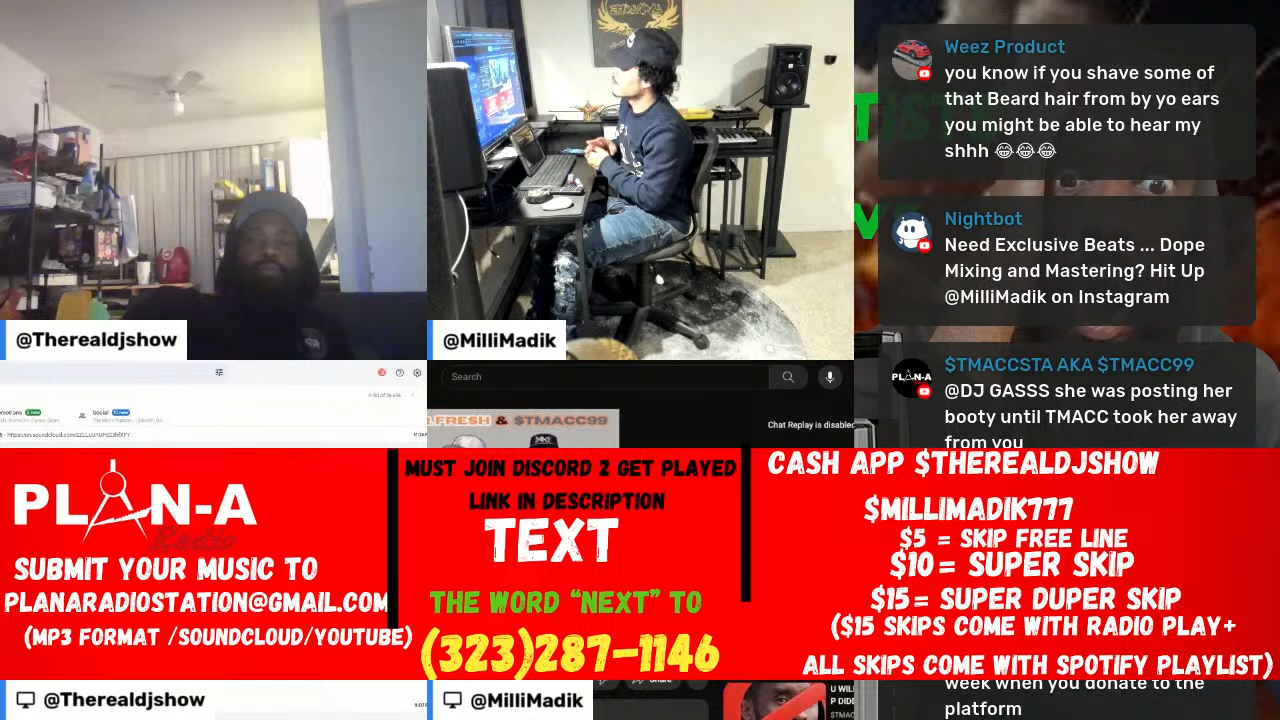 @Therealdjshow
@MilliMadik
Weez Product
you know if you shave some of
that Beard hair from by yo ears
you might be able to hear my
shhh 😂😂😂
Nightbot
Need Exclusive Beats ... Dope
Mixing and Mastering? Hit Up
@MilliMadik on Instagram
$TMACCSTA AKA $TMACC99
@DJ GASSS she was posting her
booty until TMACC took her away
from you
Social
Search
FRESH & $TMACC99
Chat Replay is disabled
PLAN-A
Radio
SUBMIT YOUR MUSIC TO
PLANARADIOSTATION@GMAIL.COM
(MP3 FORMAT /SOUNDCLOUD/YOUTUBE)
MUST JOIN DISCORD 2 GET PLAYED
LINK IN DESCRIPTION
TEXT
THE WORD “NEXT” TO
(323)287-1146
CASH APP $THEREALDJSHOW
$MILLIMADIK777
$5 = SKIP FREE LINE
$10 = SUPER SKIP
$15= SUPER DUPER SKIP
($15 SKIPS COME WITH RADIO PLAY+
ALL SKIPS COME WITH SPOTIFY PLAYLIST)
@Therealdjshow
@MilliMadik
week when you donate to the
platform